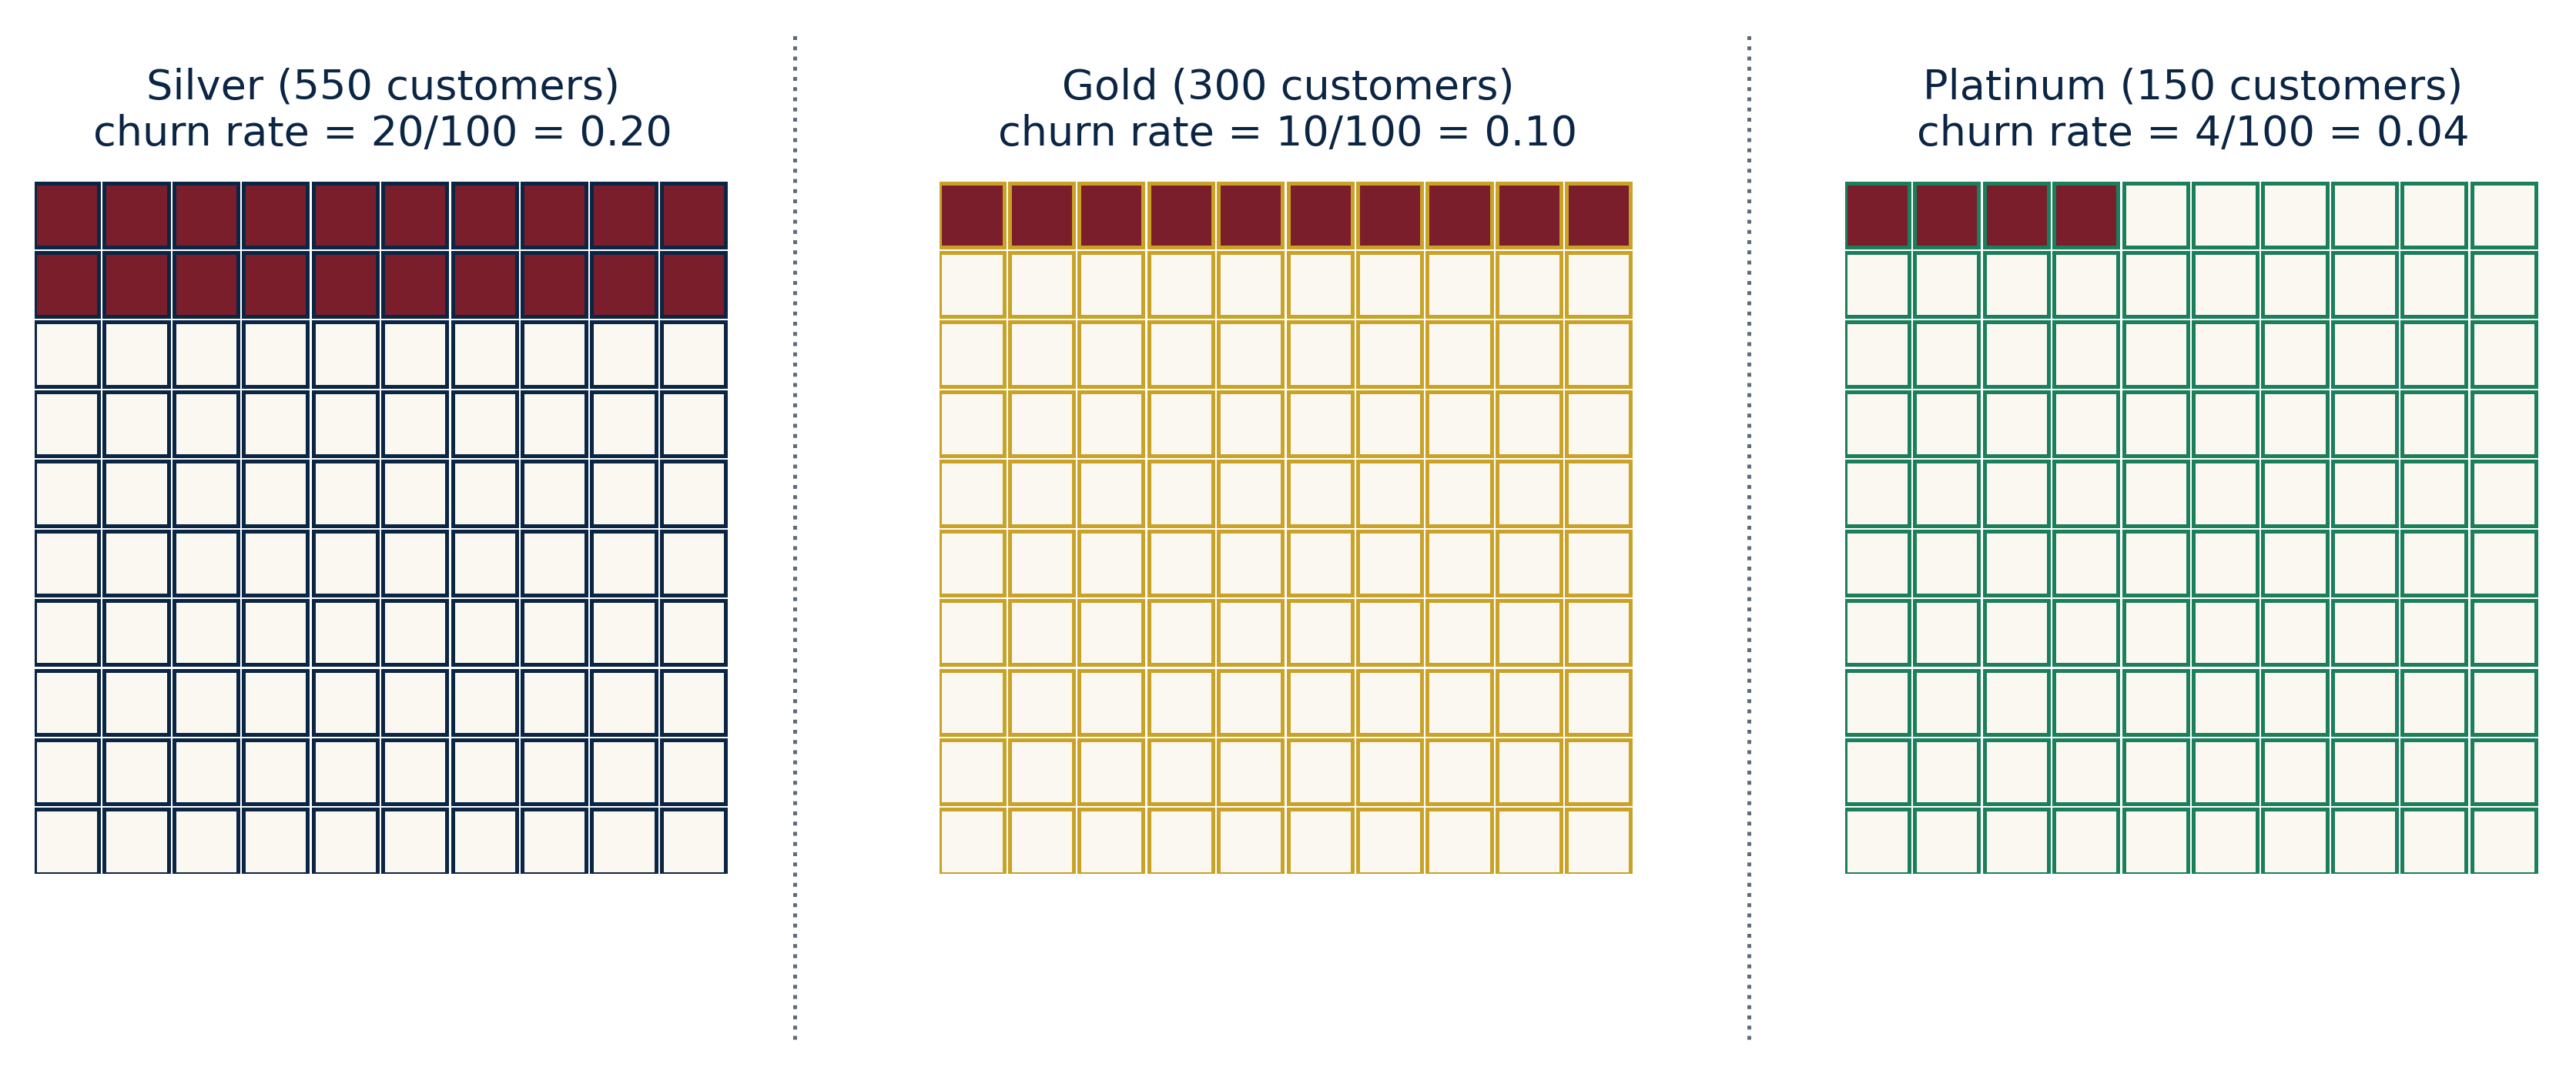 Silver (550 customers)
churn rate = 20/100 = 0.20
Gold (300 customers)
churn rate = 10/100 = 0.10
Platinum (150 customers)
churn rate = 4/100 = 0.04